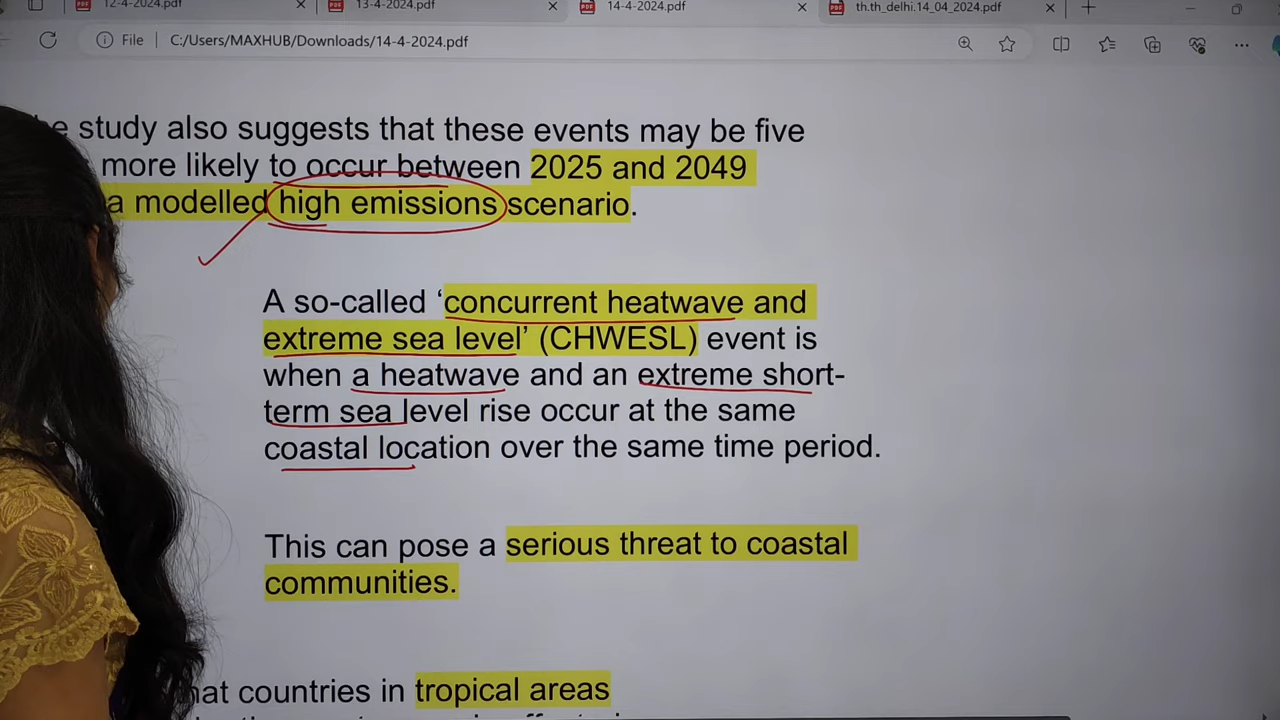 12-4-2024.pdf
13-4-2024.pdf
14-4-2024.pdf
th.th_delhi.14_04_2024.pdf
File C:/Users/MAXHUB/Downloads/14-4-2024.pdf
study also suggests that these events may be five
more likely to occur between 2025 and 2049
a modelled high emissions scenario.
A so-called ‘concurrent heatwave and
extreme sea level’ (CHWESL) event is
when a heatwave and an extreme short-
term sea level rise occur at the same
coastal location over the same time period.
This can pose a serious threat to coastal
communities.
countries in tropical areas